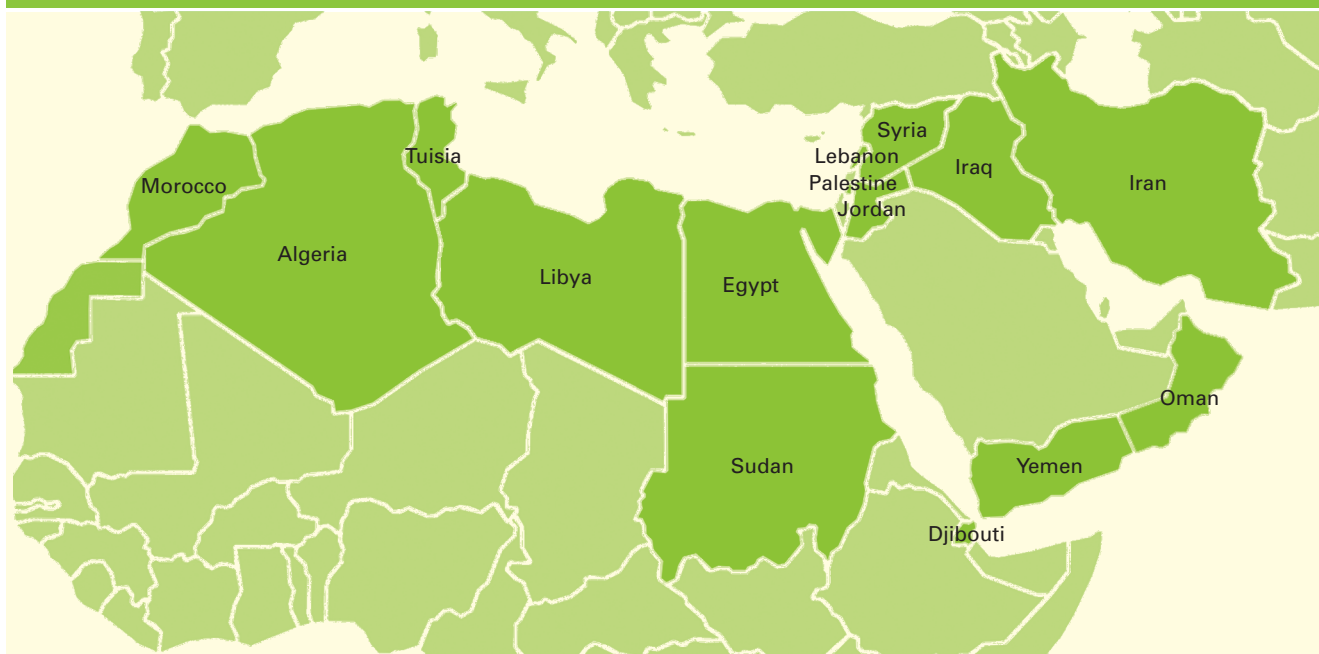 Syria
Tuisia
Lebanon
Iraq
Morocco
Palestine
Iran
Jordan
Algeria
Libya
Egypt
Oman
Sudan
Yemen
Djibouti